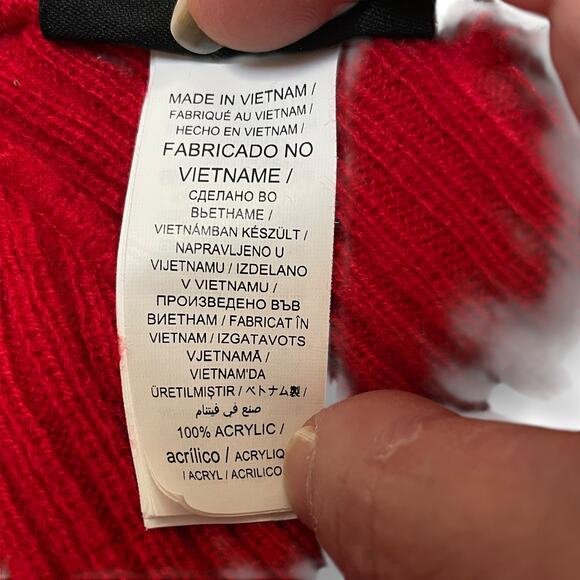 MADE IN VIETNAM /
FABRIQUÉ AU VIETNAM /
HECHO EN VIETNAM /
FABRICADO NO
VIETNAME /
СДЕЛАНО ВО
ВЬЕТНАМЕ /
VIETNÁMBAN KÉSZÜLT /
NAPRAVLJENO U
VIJETNAMU / IZDELANO
V VIETNAMU /
ПРОИЗВЕДЕНО ВЪВ
ВИЕТНАМ / FABRICAT ÎN
VIETNAM / IZGATAVOTS
VJETNAMĀ /
VIETNAM'DA
ÜRETILMIŞTIR / ベトナム製 /
صنع في فيتنام
100% ACRYLIC /
acrílico / ACRYLIQ
/ ACRYL / ACRILICO